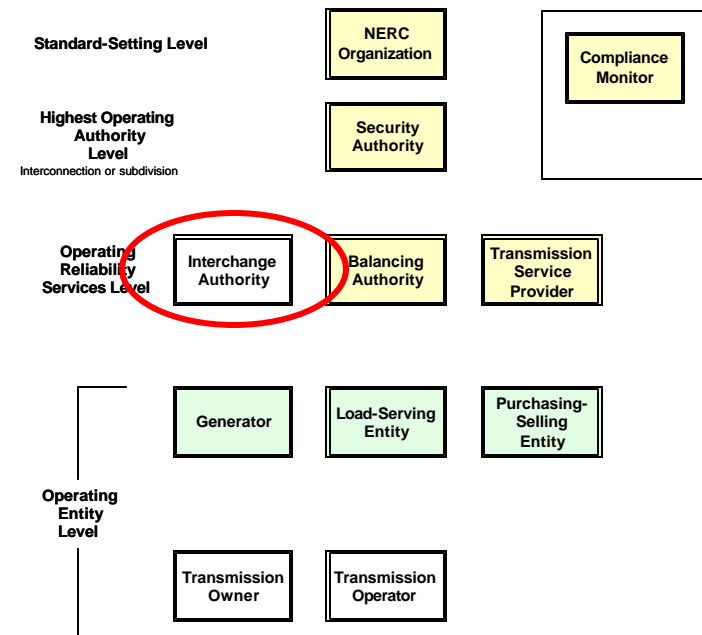 Standard-Setting Level
NERC
Organization
Compliance
Monitor
Highest Operating
Authority
Level
Interconnection or subdivision
Security
Authority
Operating
Reliability
Services Level
Interchange
Authority
Balancing
Authority
Transmission
Service
Provider
Generator
Load-Serving
Entity
Purchasing-
Selling
Entity
Operating
Entity
Level
Transmission
Owner
Transmission
Operator